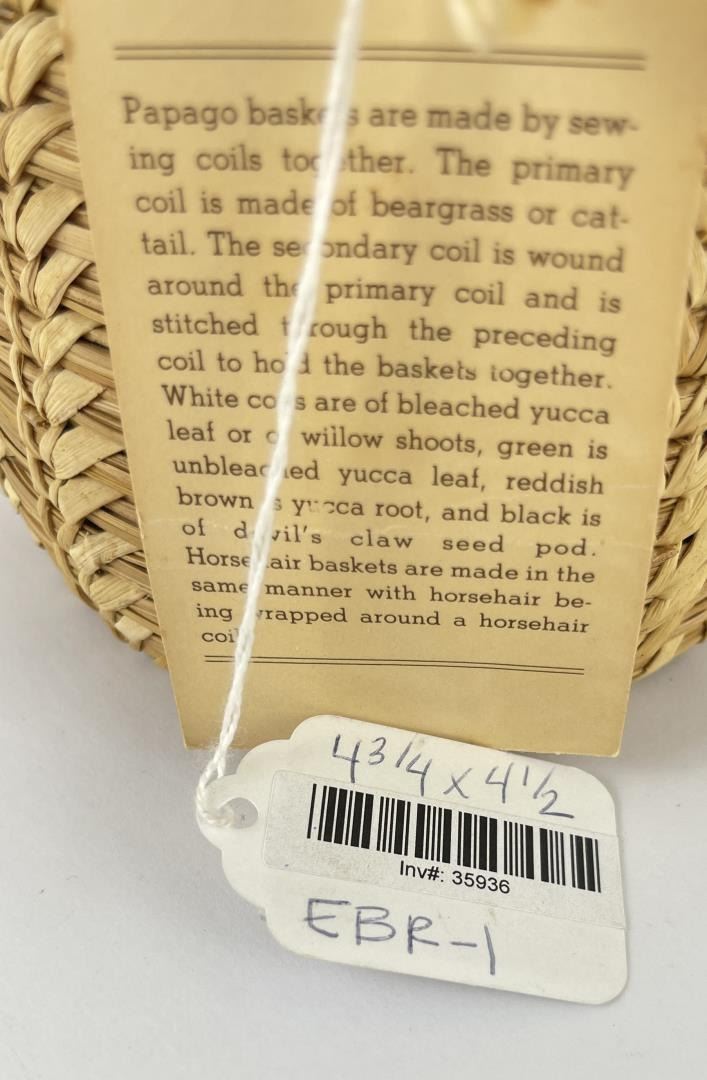 Papago baskets are made by sew-
ing coils together. The primary
coil is made of beargrass or cat-
tail. The secondary coil is wound
around the primary coil and is
stitched through the preceding
coil to hold the baskets together.
White coils are of bleached yucca
leaf or of willow shoots, green is
unbleached yucca leaf, reddish
brown is yucca root, and black is
of devil's claw seed pod.
Horsehair baskets are made in the
same manner with horsehair be-
ing wrapped around a horsehair
coil.
4 3/4 x 4 1/2
Inv#: 35936
EBR-1